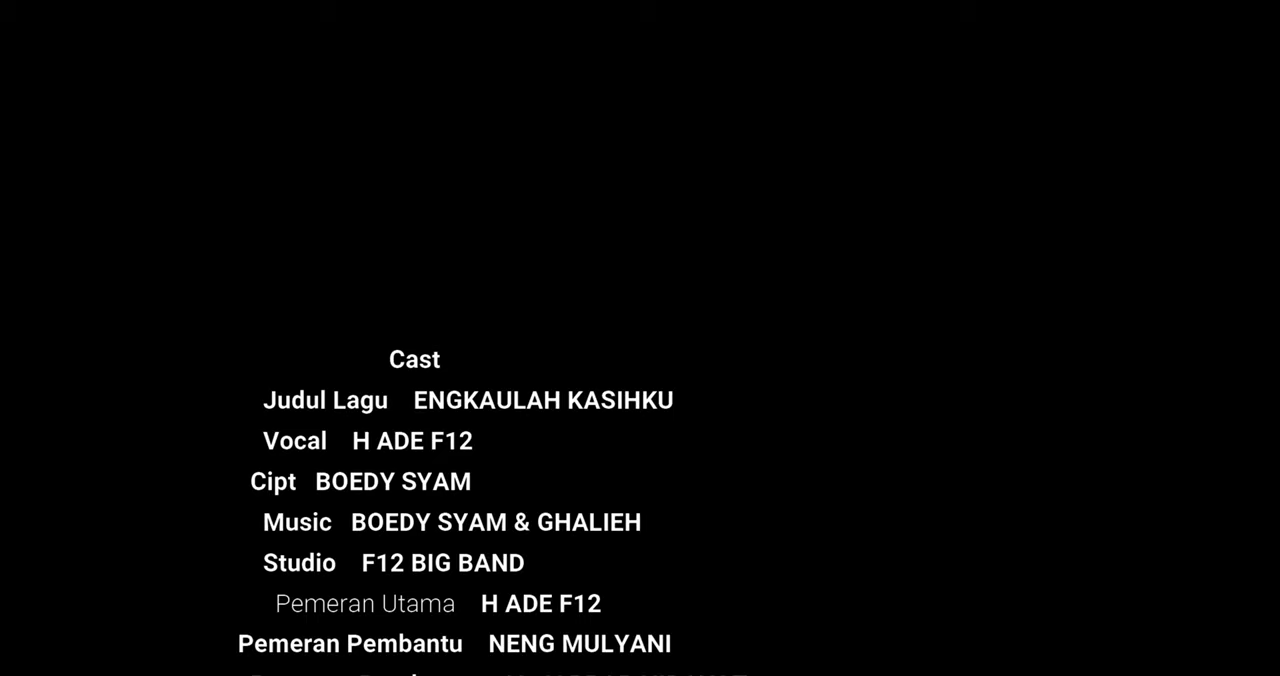 Cast
Judul Lagu ENGKAULAH KASIHKU
Vocal H ADE F12
Cipt BOEDY SYAM
Music BOEDY SYAM & GHALIEH
Studio F12 BIG BAND
Pemeran Utama H ADE F12
Pemeran Pembantu NENG MULYANI